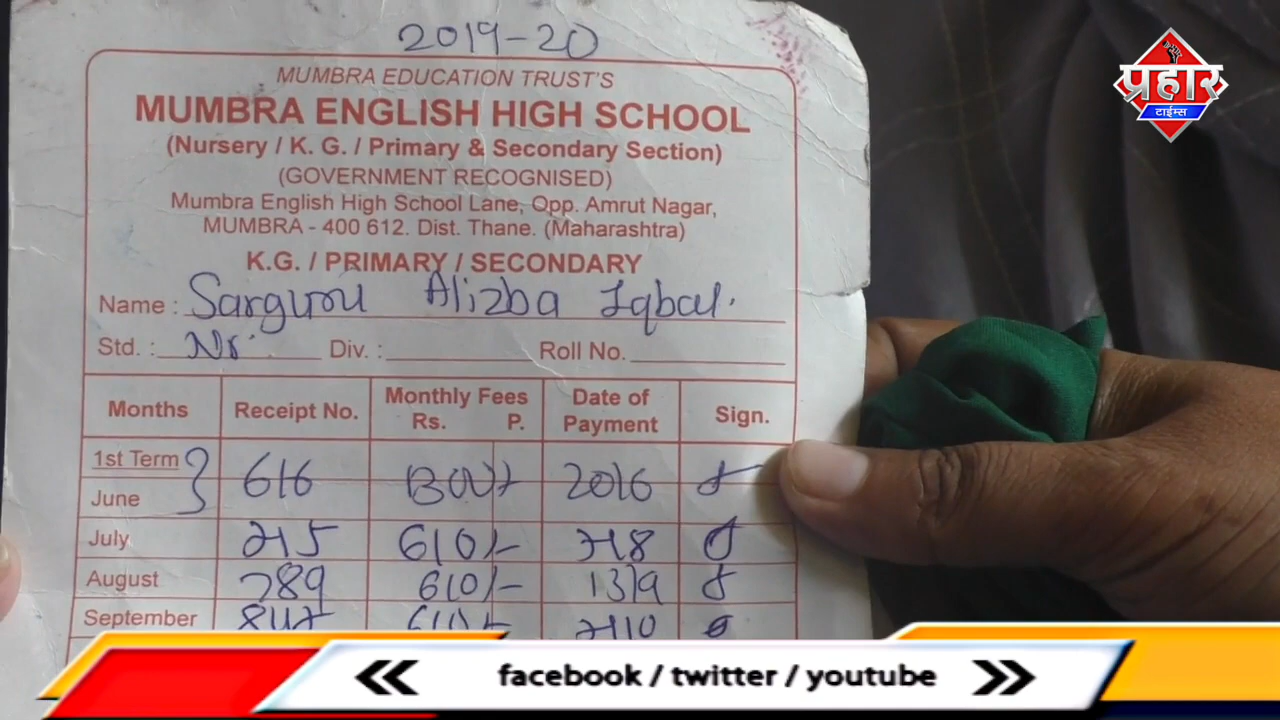 2019-20
प्रहार
टाईम्स
MUMBRA EDUCATION TRUST'S
MUMBRA ENGLISH HIGH SCHOOL
(Nursery / K. G. / Primary & Secondary Section)
(GOVERNMENT RECOGNISED)
Mumbra English High School Lane, Opp. Amrut Nagar,
MUMBRA - 400 612. Dist. Thane. (Maharashtra)
K.G. / PRIMARY / SECONDARY
Name : Alizba Iqbal.
Std. : Nr. Div. : Roll No.
Months Receipt No. Monthly Fees Rs. P. Date of Payment Sign.
1st Term
June 616
July 610/-
August 789 610/- 13/9
September
facebook / twitter / youtube